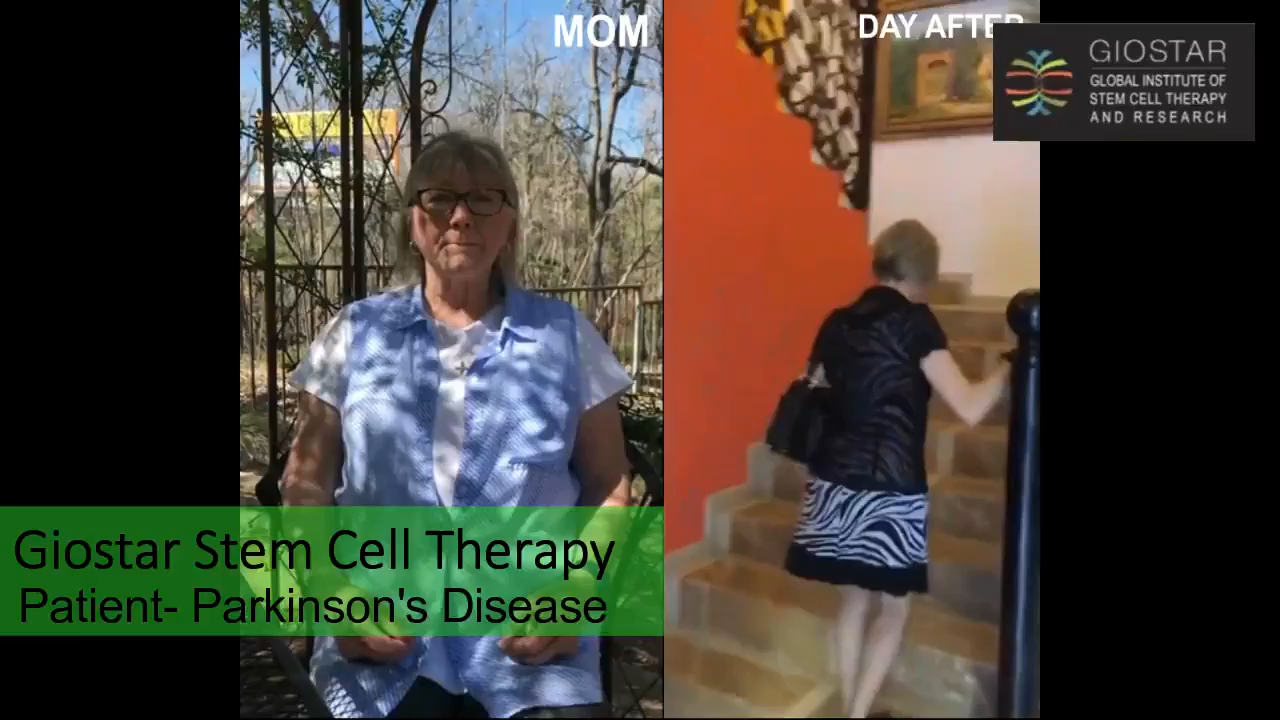 MOM
DAY AFTER
GIOSTAR
GLOBAL INSTITUTE OF
STEM CELL THERAPY
AND RESEARCH
Giostar Stem Cell Therapy
Patient- Parkinson's Disease